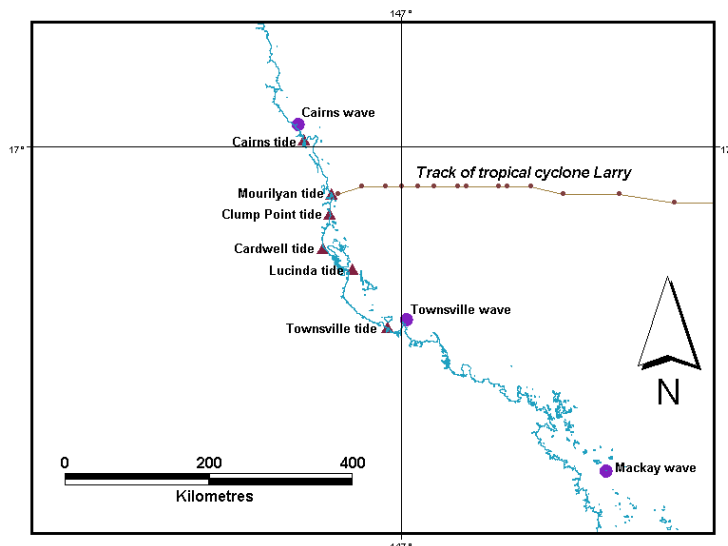 147°
Cairns wave
Cairns tide
17°
17°
Track of tropical cyclone Larry
Mourilyan tide
Clump Point tide
Cardwell tide
Lucinda tide
Townsville wave
Townsville tide
N
0 200 400
Kilometres
Mackay wave
147°